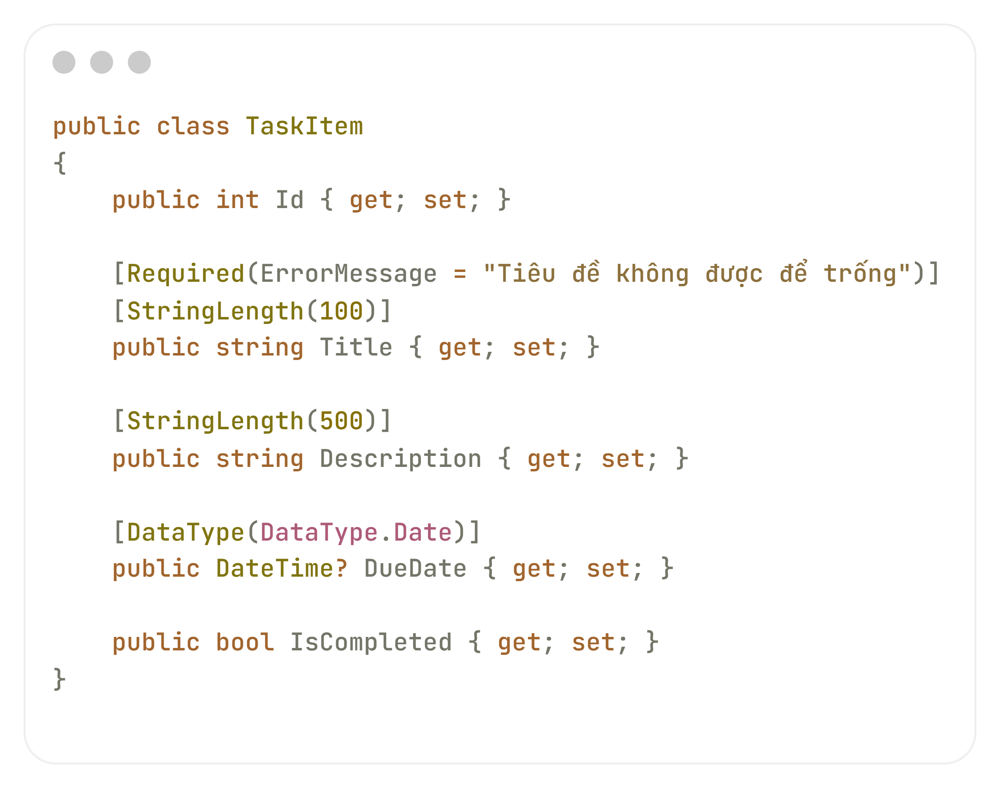 public class TaskItem
{
    public int Id { get; set; }

    [Required(ErrorMessage = "Tiêu đề không được để trống")]
    [StringLength(100)]
    public string Title { get; set; }

    [StringLength(500)]
    public string Description { get; set; }

    [DataType(DataType.Date)]
    public DateTime? DueDate { get; set; }

    public bool IsCompleted { get; set; }
}